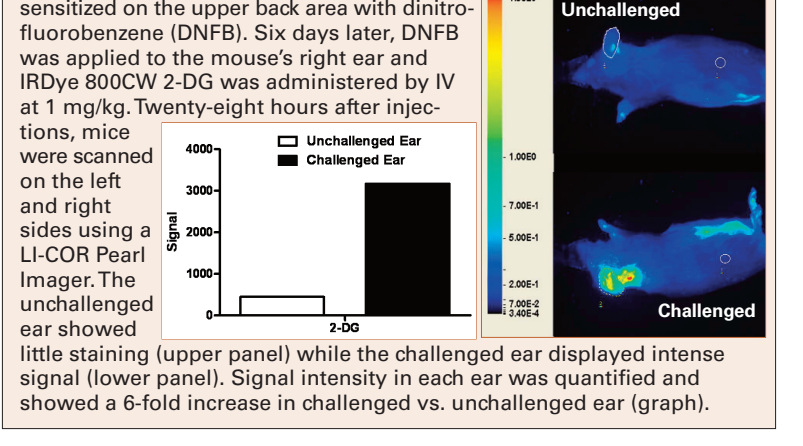 sensitized on the upper back area with dinitro-
fluorobenzene (DNFB). Six days later, DNFB
was applied to the mouse's right ear and
IRDye 800CW 2-DG was administered by IV
at 1 mg/kg. Twenty-eight hours after injec-
tions, mice
were scanned
on the left
and right
sides using a
LI-COR Pearl
Imager. The
unchallenged
ear showed
little staining (upper panel) while the challenged ear displayed intense
signal (lower panel). Signal intensity in each ear was quantified and
showed a 6-fold increase in challenged vs. unchallenged ear (graph).
Unchallenged Ear
Challenged Ear
Signal
4000
3000
2000
1000
0
2-DG
1.00E0
7.00E-1
5.00E-1
2.00E-1
7.00E-2
3.40E-4
Unchallenged
Challenged